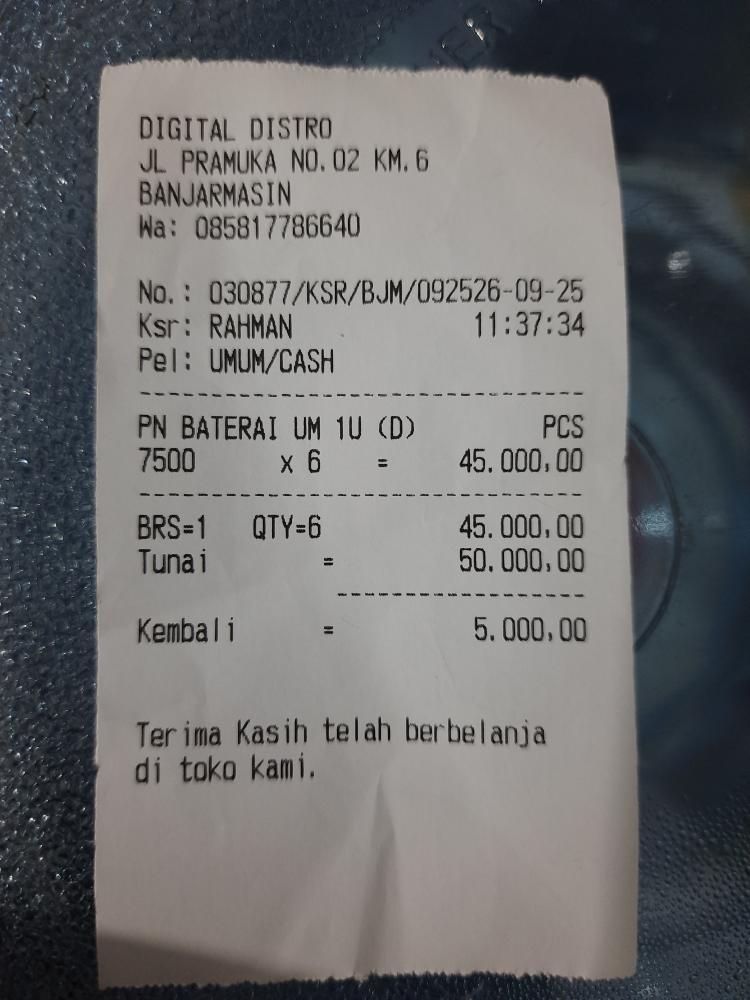 DIGITAL DISTRO
JL PRAMUKA NO.02 KM.6
BANJARMASIN
Wa: 085817786640
No.: 030877/KSR/BJM/092526-09-25
Ksr: RAHMAN 11:37:34
Pel: UMUM/CASH
--------------------------------
PN BATERAI UM 1U (D) PCS
7500 x 6 = 45.000,00
--------------------------------
BRS=1 QTY=6 45.000,00
Tunai = 50.000,00
------------------
Kembali = 5.000,00
Terima Kasih telah berbelanja
di toko kami.